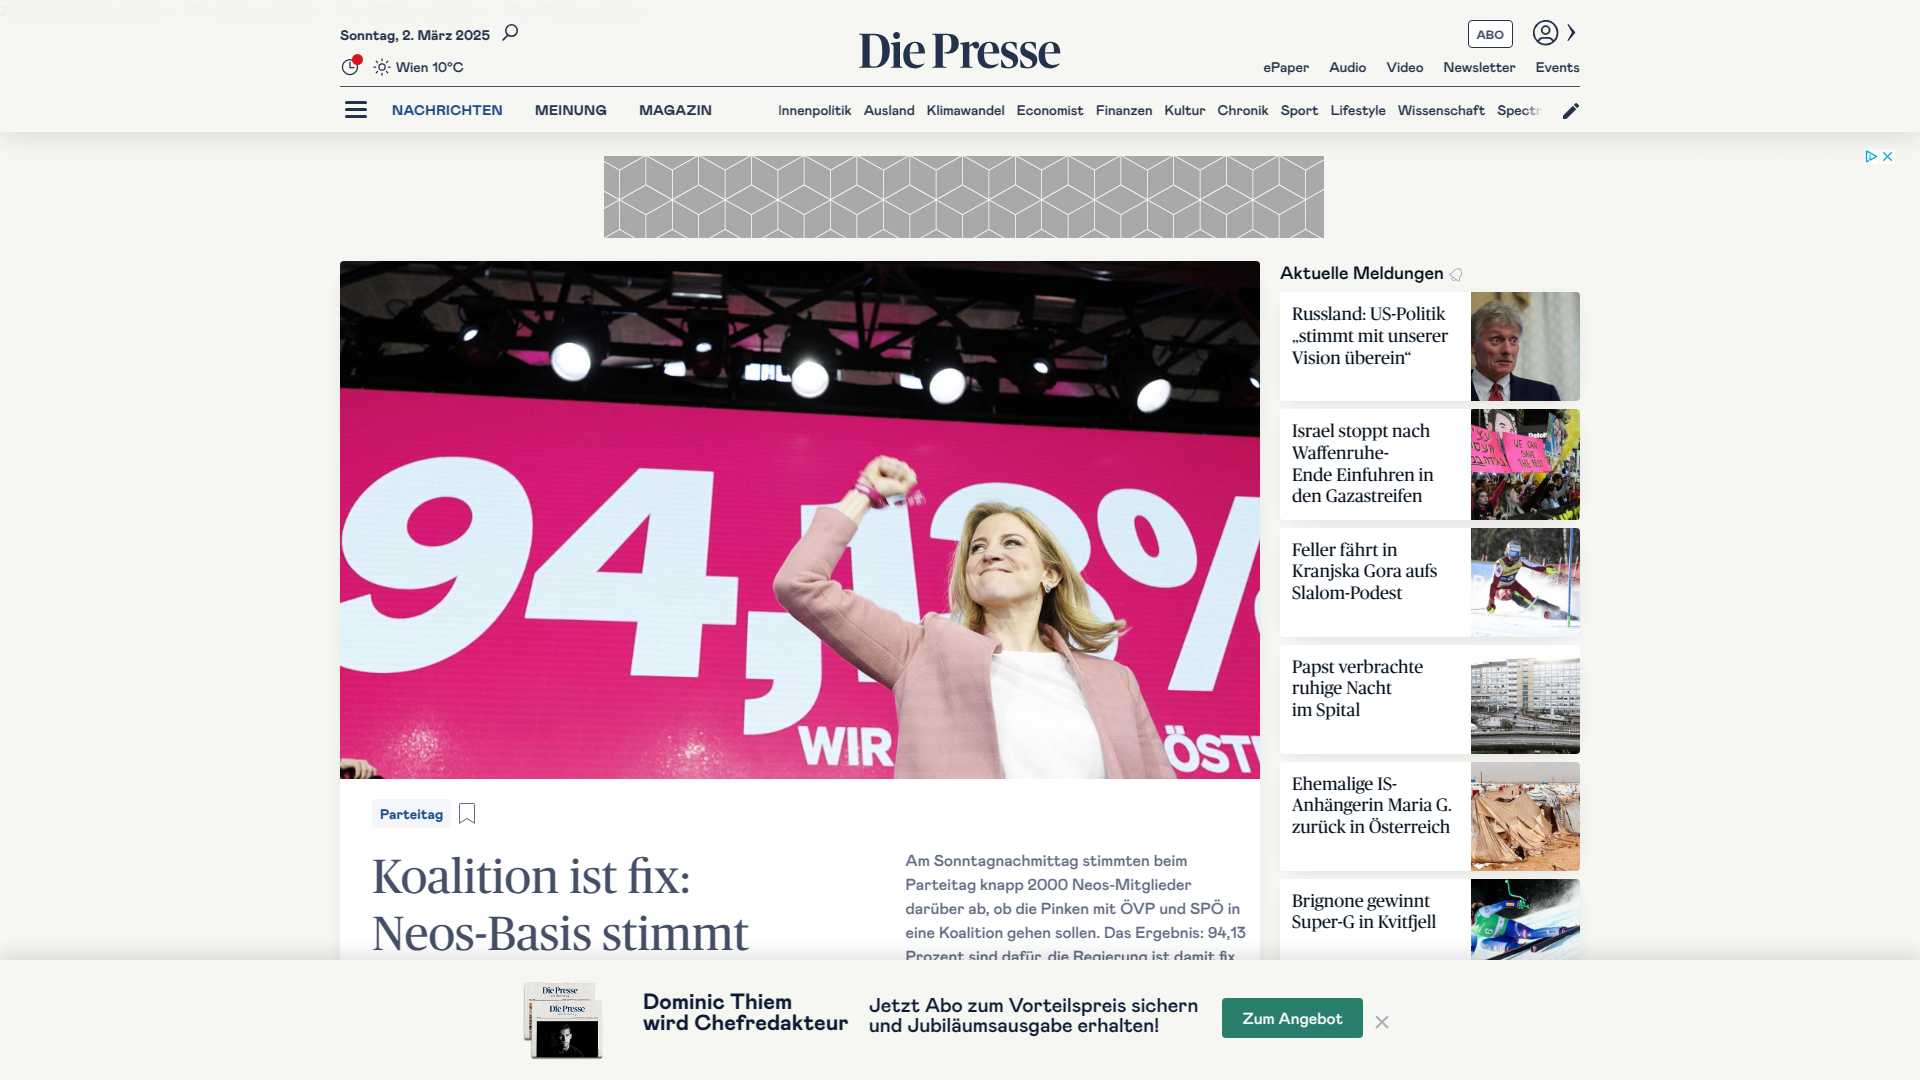 Sonntag, 2. März 2025
Wien 10°C
Die Presse
ABO
ePaper Audio Video Newsletter Events
NACHRICHTEN MEINUNG MAGAZIN
Innenpolitik Ausland Klimawandel Economist Finanzen Kultur Chronik Sport Lifestyle Wissenschaft Spectr
94,13%
WIR
ÖST
Parteitag
Koalition ist fix:
Neos-Basis stimmt
Am Sonntagnachmittag stimmten beim
Parteitag knapp 2000 Neos-Mitglieder
darüber ab, ob die Pinken mit ÖVP und SPÖ in
eine Koalition gehen sollen. Das Ergebnis: 94,13
Prozent sind dafür, die Regierung ist damit fix.
Aktuelle Meldungen
Russland: US-Politik
„stimmt mit unserer
Vision überein“
Israel stoppt nach
Waffenruhe-
Ende Einfuhren in
den Gazastreifen
WE CAN
SAVE
THE REST
Feller fährt in
Kranjska Gora aufs
Slalom-Podest
Papst verbrachte
ruhige Nacht
im Spital
Ehemalige IS-
Anhängerin Maria G.
zurück in Österreich
Brignone gewinnt
Super-G in Kvitfjell
Die Presse
Die Presse
Dominic Thiem
wird Chefredakteur
Jetzt Abo zum Vorteilspreis sichern
und Jubiläumsausgabe erhalten!
Zum Angebot